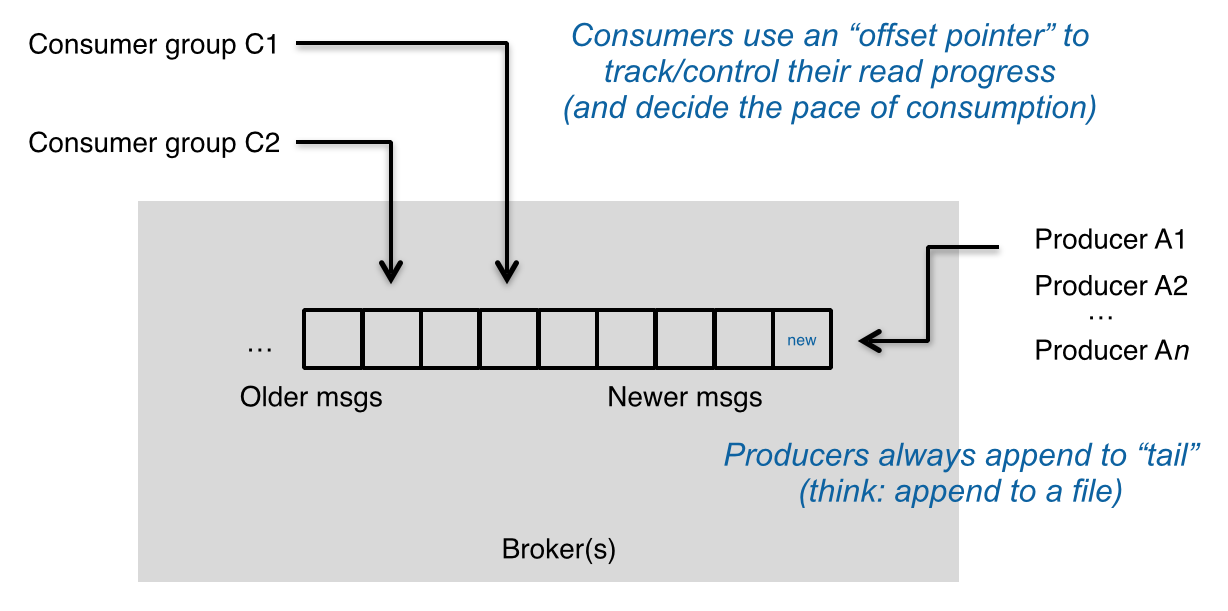 Consumer group C1
Consumers use an “offset pointer” to
track/control their read progress
(and decide the pace of consumption)
Consumer group C2
Producer A1
Producer A2
...
Producer An
...
new
Older msgs
Newer msgs
Producers always append to “tail”
(think: append to a file)
Broker(s)